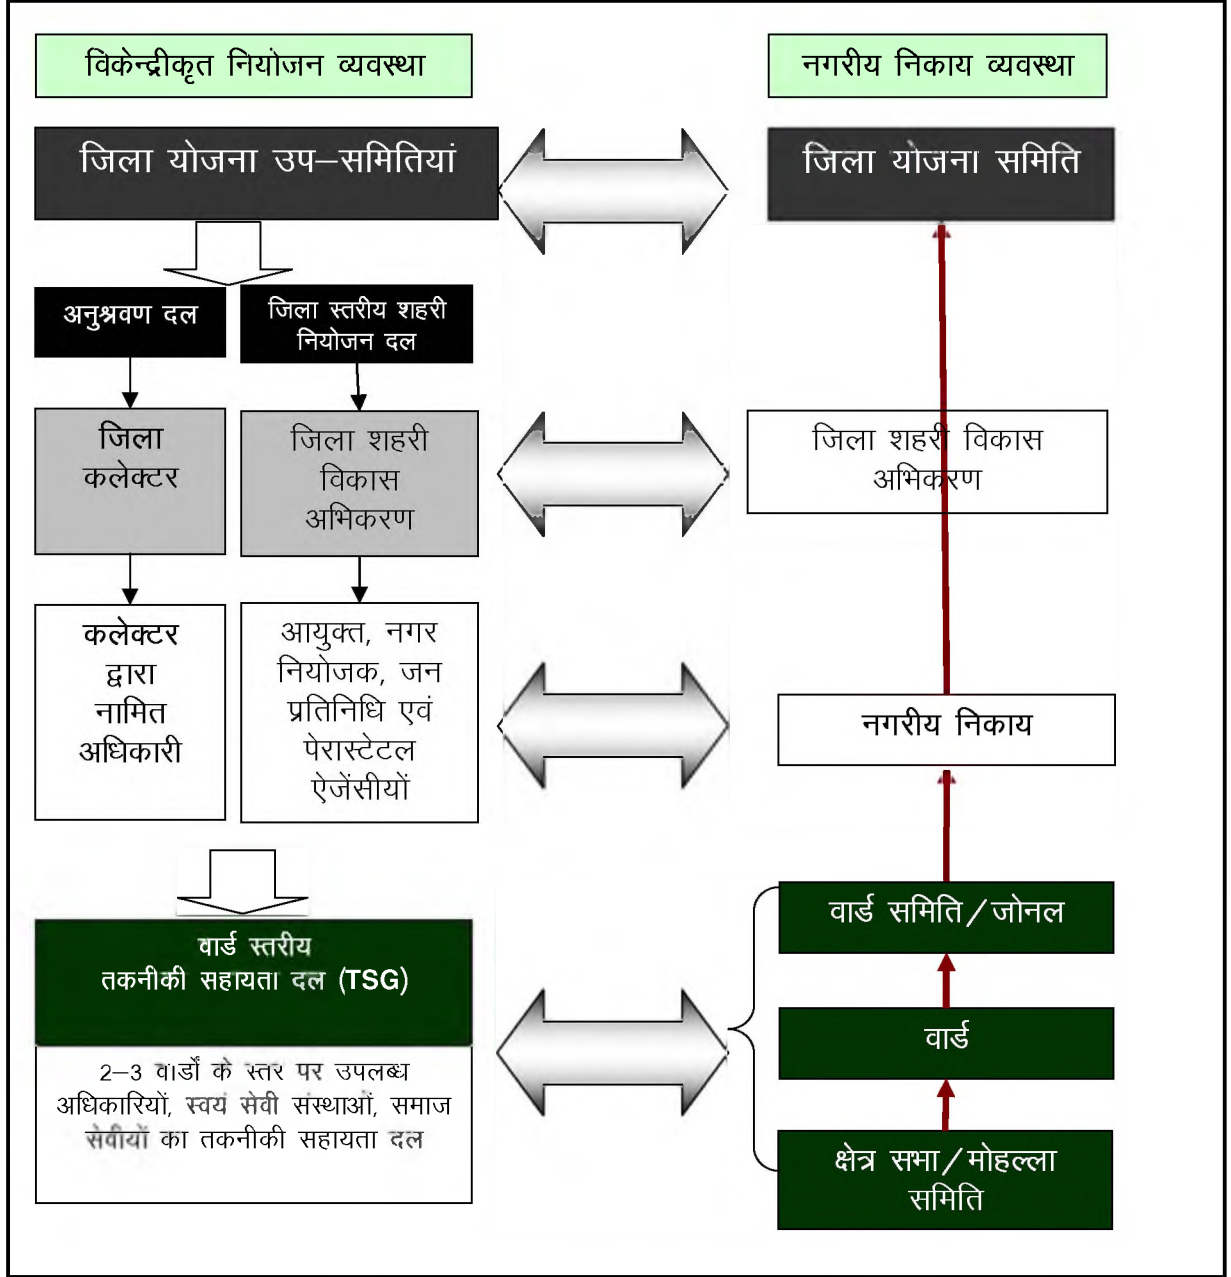 विकेन्द्रीकृत नियोजन व्यवस्था
नगरीय निकाय व्यवस्था
जिला योजना उप–समितियां
जिला योजना समिति
अनुश्रवण दल
जिला स्तरीय शहरी
नियोजन दल
जिला
कलेक्टर
जिला शहरी
विकास
अभिकरण
जिला शहरी विकास
अभिकरण
कलेक्टर
द्वारा
नामित
अधिकारी
आयुक्त, नगर
नियोजक, जन
प्रतिनिधि एवं
पेरास्टेटल
ऐजेंसीयों
नगरीय निकाय
वार्ड स्तरीय
तकनीकी सहायता दल (TSG)
2–3 वार्डों के स्तर पर उपलब्ध
अधिकारियों, स्वयं सेवी संस्थाओं, समाज
सेवीयों का तकनीकी सहायता दल
वार्ड समिति/जोनल
वार्ड
क्षेत्र सभा/मोहल्ला
समिति